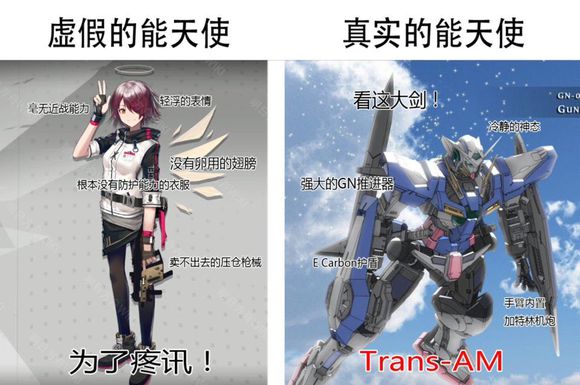 虚假的能天使
真实的能天使
毫无近战能力
轻浮的表情
没有卵用的翅膀
根本没有防护能力的衣服
卖不出去的压仓枪械
为了疼讯！
看这大剑！
GN-0
GUN
冷静的神态
强大的GN推进器
E Carbon护盾
手臂内置
加特林机炮
Trans-AM